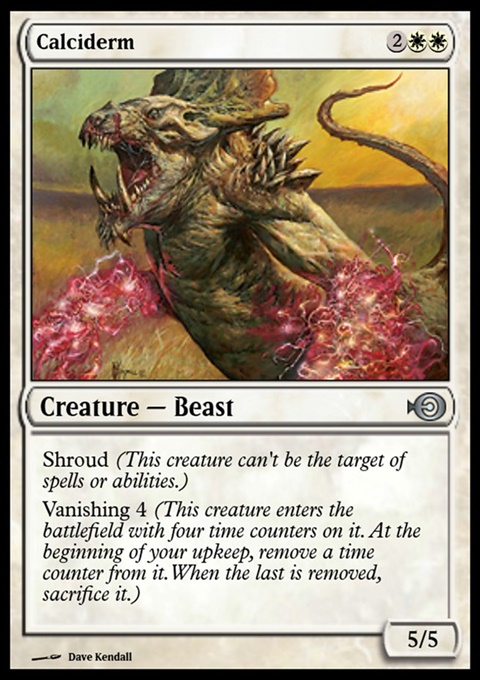 Calciderm 2
Creature — Beast
Shroud (This creature can't be the target of
spells or abilities.)
Vanishing 4 (This creature enters the
battlefield with four time counters on it. At the
beginning of your upkeep, remove a time
counter from it. When the last is removed,
sacrifice it.)
5/5
Dave Kendall